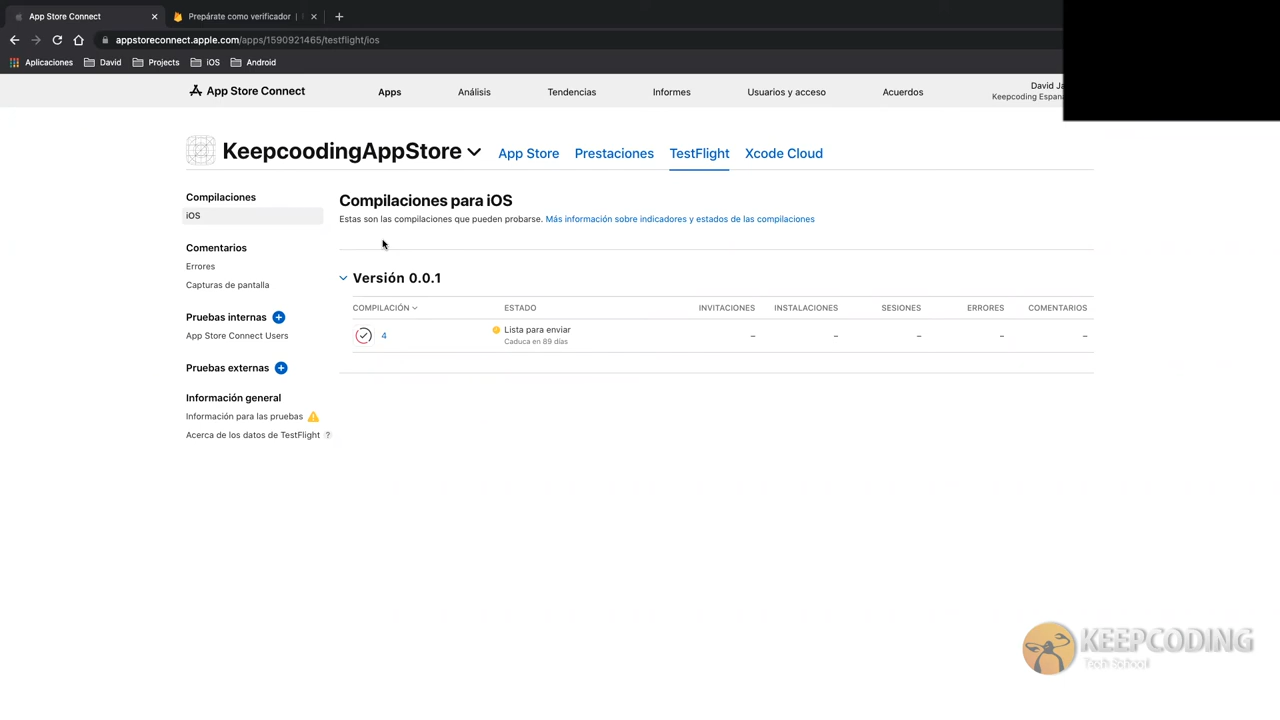 App Store Connect
Prepárate como verificador |
appstoreconnect.apple.com/apps/1590921465/testflight/ios
Aplicaciones David Projects iOS Android
App Store Connect Apps Análisis Tendencias Informes Usuarios y acceso Acuerdos
David Ja
Keepcoding Espana
KeepcoodingAppStore App Store Prestaciones TestFlight Xcode Cloud
Compilaciones
iOS
Comentarios
Errores
Capturas de pantalla
Pruebas internas
App Store Connect Users
Pruebas externas
Información general
Información para las pruebas
Acerca de los datos de TestFlight ?
Compilaciones para iOS
Estas son las compilaciones que pueden probarse. Más información sobre indicadores y estados de las compilaciones
Versión 0.0.1
COMPILACIÓN ESTADO INVITACIONES INSTALACIONES SESIONES ERRORES COMENTARIOS
4 Lista para enviar – – – – –
Caduca en 89 días
KEEPCODING
Tech School